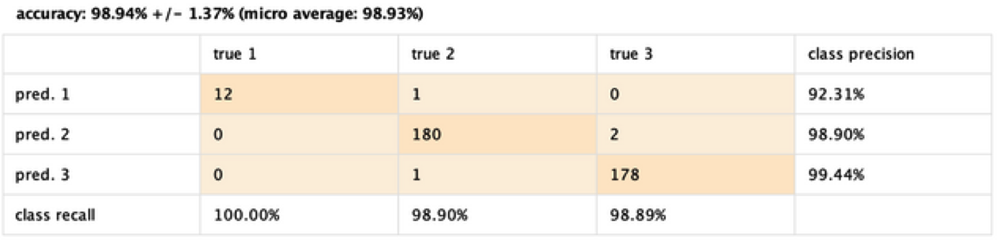 accuracy: 98.94% +/- 1.37% (micro average: 98.93%)
true 1 true 2 true 3 class precision
pred. 1 12 1 0 92.31%
pred. 2 0 180 2 98.90%
pred. 3 0 1 178 99.44%
class recall 100.00% 98.90% 98.89%